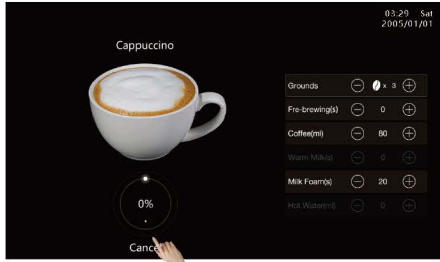 03:29 Sat
2005/01/01
Cappuccino
Grounds x 3
Fre-brewing(s) 0
Coffee(ml) 80
Warm Milk(s) 0
Milk Foam(s) 20
Hot Water(ml) 0
0%
Cancel